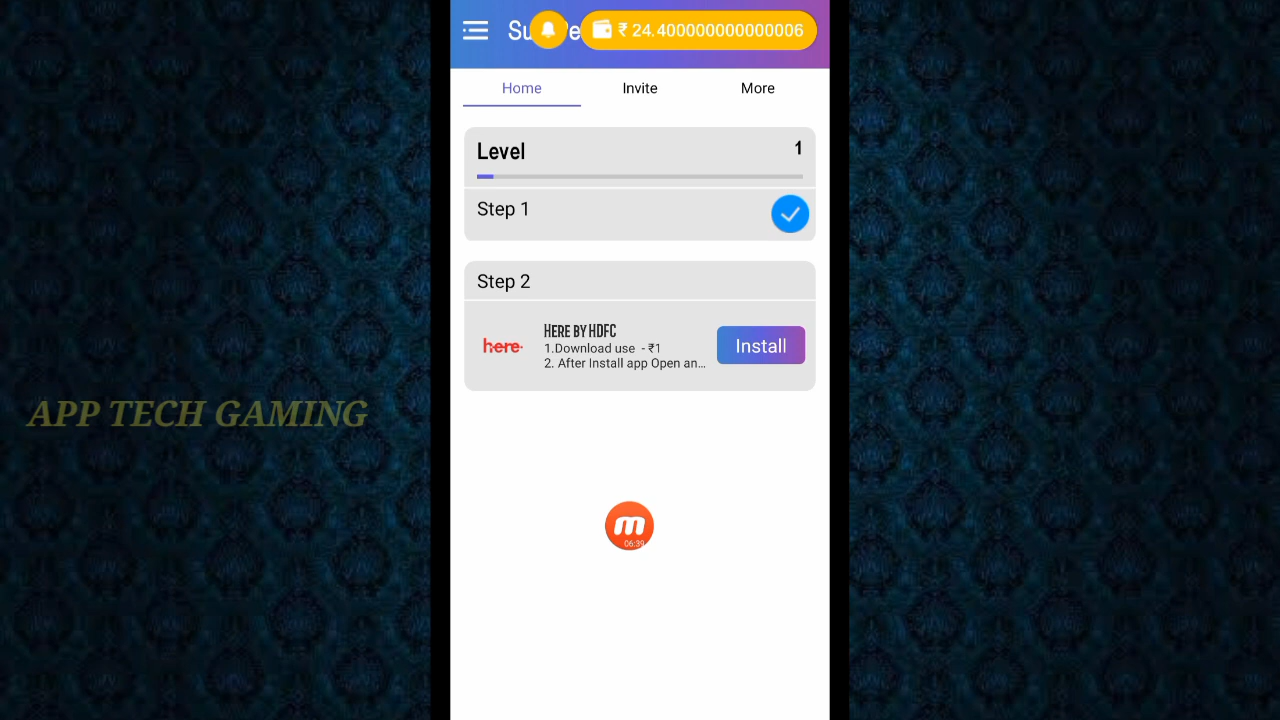 ₹ 24.400000000000006
Home
Invite
More
Level
1
Step 1
Step 2
here
HERE BY HDFC
1.Download use - ₹1
2. After Install app Open an...
Install
APP TECH GAMING
m
06:39